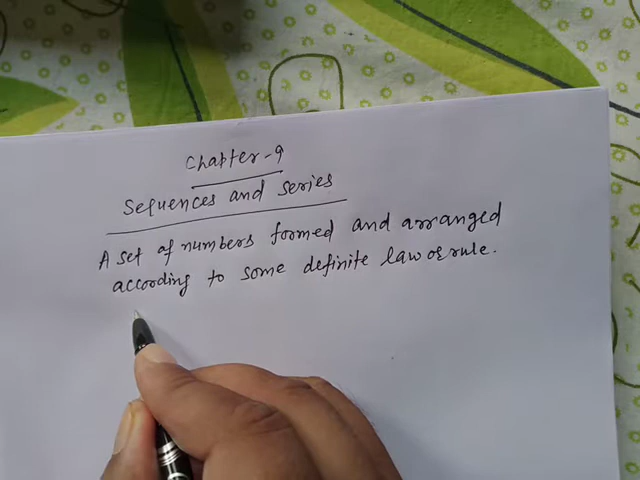 Chapter-9
Sequences and series
A set of numbers formed and arranged
according to some definite law or rule.